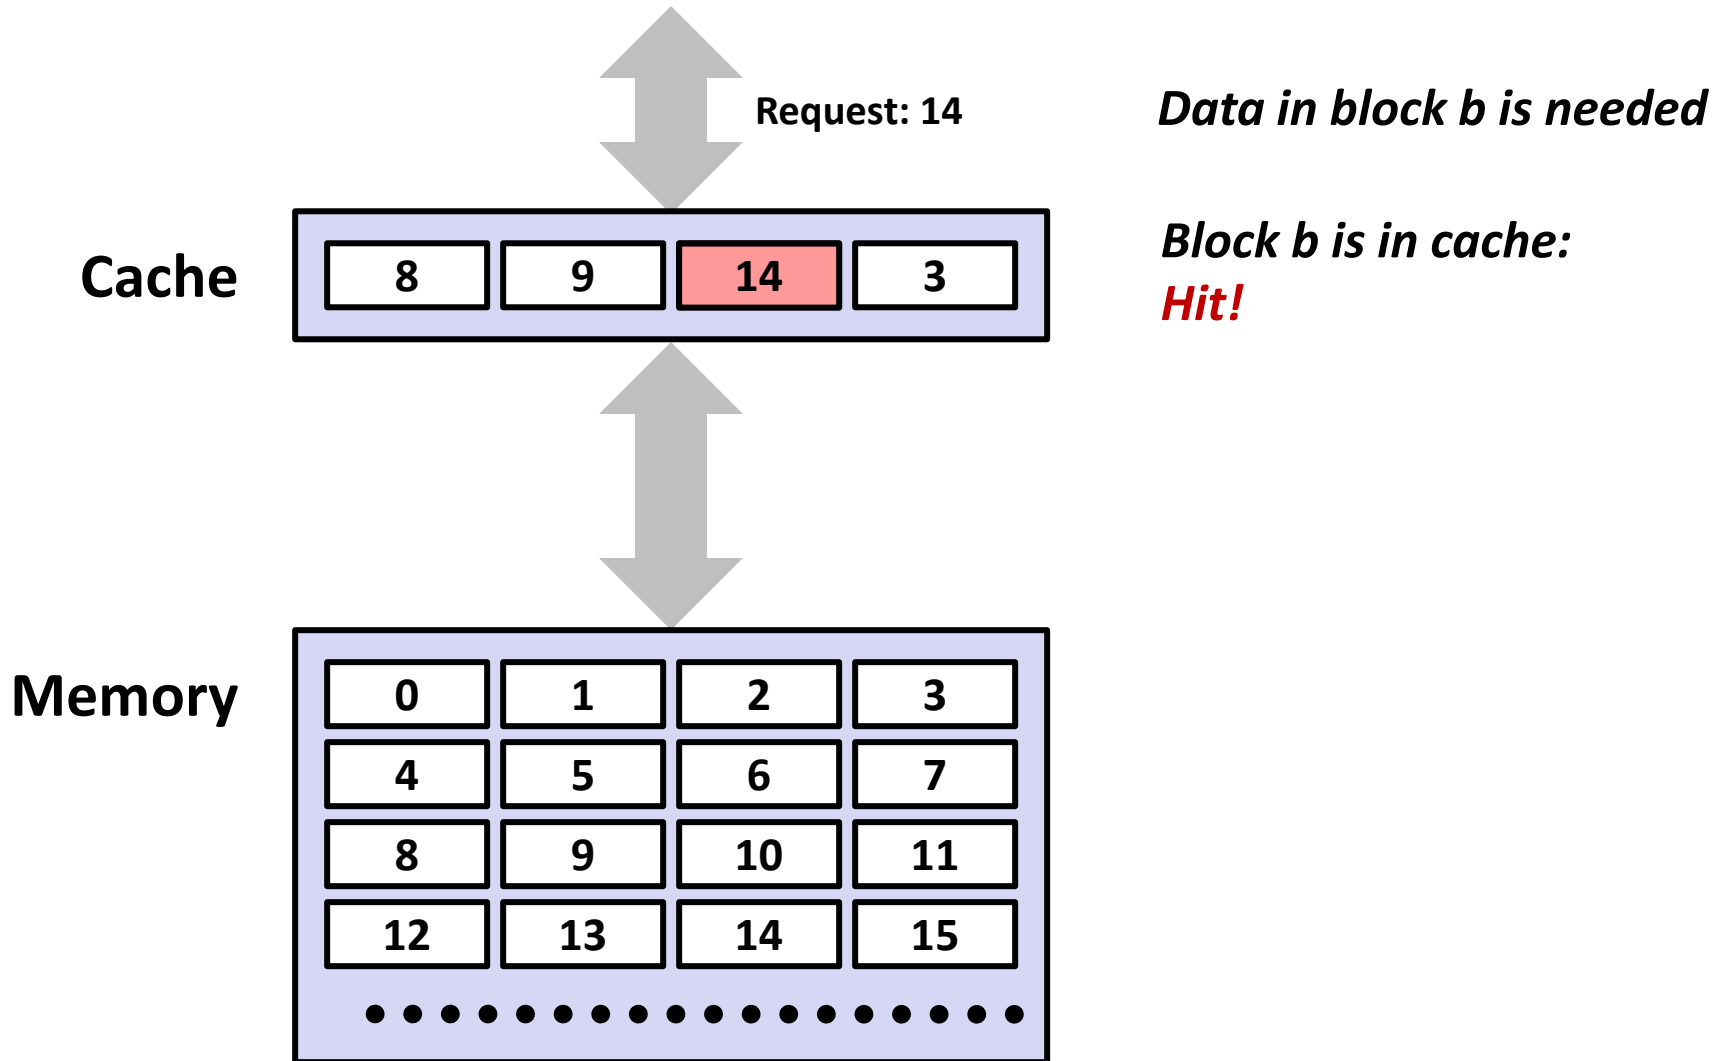 Request: 14
Data in block b is needed
Cache
8 9 14 3
Block b is in cache:
Hit!
Memory
0 1 2 3
4 5 6 7
8 9 10 11
12 13 14 15